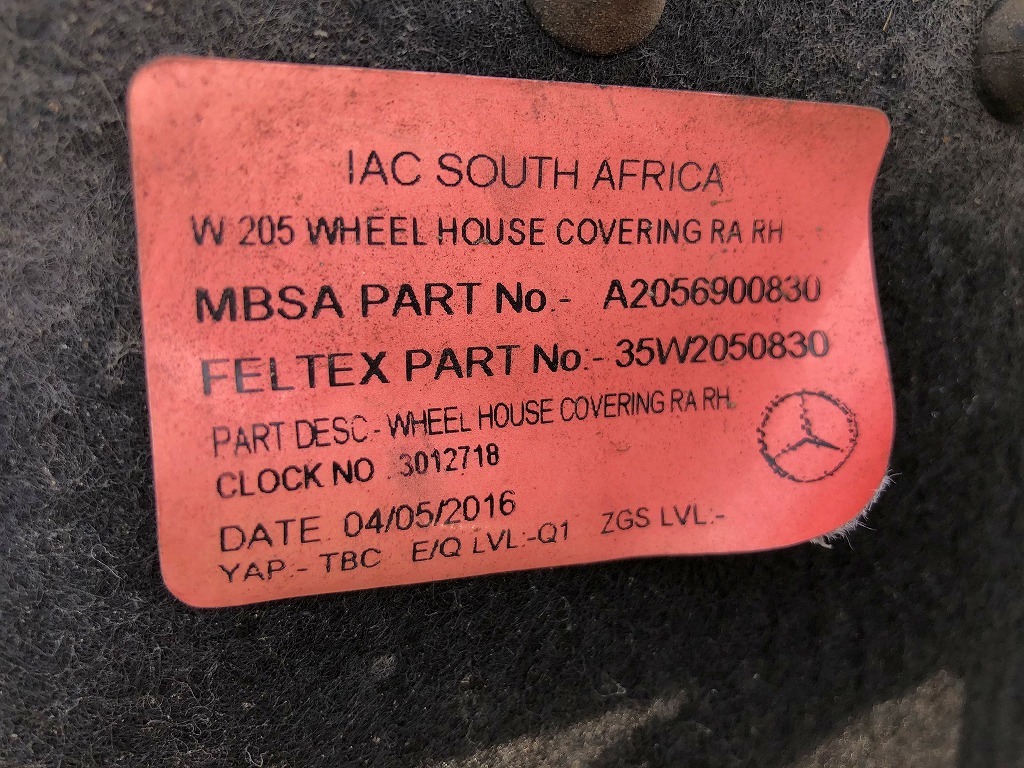 IAC SOUTH AFRICA
W 205 WHEEL HOUSE COVERING RA RH
MBSA PART No.- A2056900830
FELTEX PART No:- 35W2050830
PART DESC - WHEEL HOUSE COVERING RA RH.
CLOCK NO 3012718
DATE 04/05/2016
YAP:- TBC E/Q LVL:-Q1 ZGS LVL:-